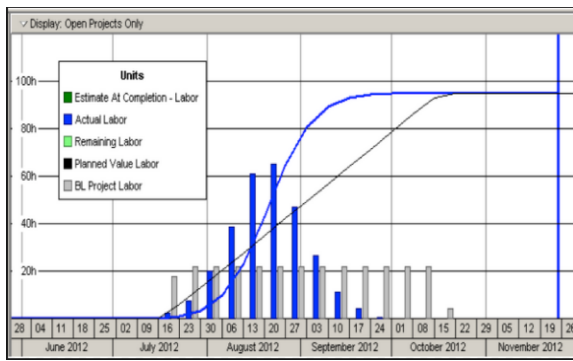 Display: Open Projects Only
Units
Estimate At Completion - Labor
Actual Labor
Remaining Labor
Planned Value Labor
BL Project Labor
100h
80h
60h
40h
20h
28 04 11 18 25 02 09 16 23 30 06 13 20 27 03 10 17 24 01 08 15 22 29 05 12 19 26
June 2012 July 2012 August 2012 September 2012 October 2012 November 2012